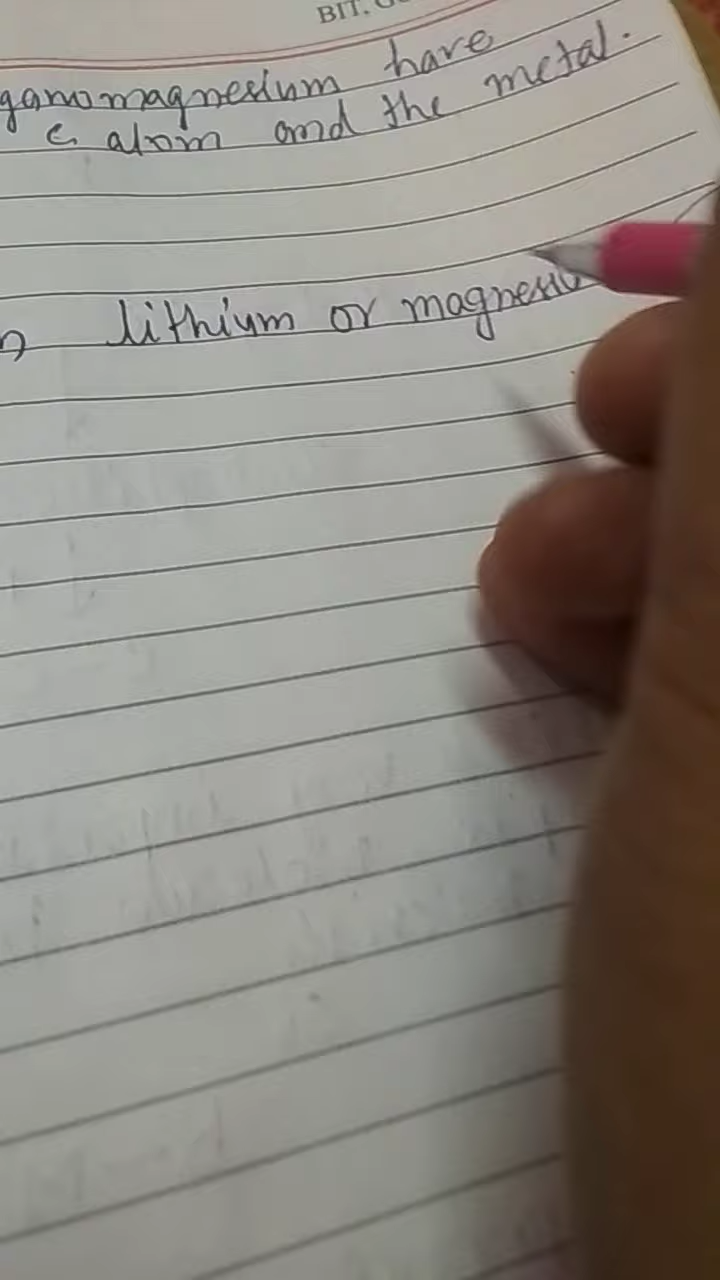 BIT,
ganomagnesium have
C atom and the metal.
lithium or magnesiu